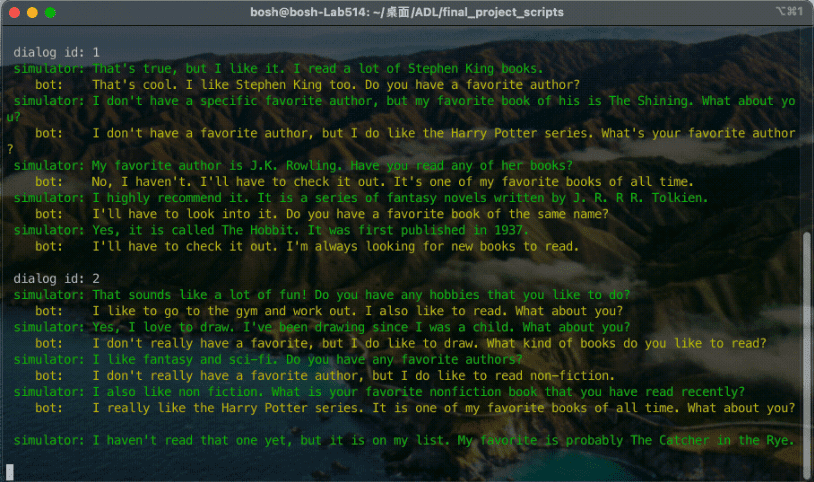 bosh@bosh-Lab514: ~/桌面/ADL/final_project_scripts
⌥⌘1
dialog id: 1
simulator: That's true, but I like it. I read a lot of Stephen King books.
bot: That's cool. I like Stephen King too. Do you have a favorite author?
simulator: I don't have a specific favorite author, but my favorite book of his is The Shining. What about yo
u?
bot: I don't have a favorite author, but I do like the Harry Potter series. What's your favorite author
?
simulator: My favorite author is J.K. Rowling. Have you read any of her books?
bot: No, I haven't. I'll have to check it out. It's one of my favorite books of all time.
simulator: I highly recommend it. It is a series of fantasy novels written by J. R. R R. Tolkien.
bot: I'll have to look into it. Do you have a favorite book of the same name?
simulator: Yes, it is called The Hobbit. It was first published in 1937.
bot: I'll have to check it out. I'm always looking for new books to read.
dialog id: 2
simulator: That sounds like a lot of fun! Do you have any hobbies that you like to do?
bot: I like to go to the gym and work out. I also like to read. What about you?
simulator: Yes, I love to draw. I've been drawing since I was a child. What about you?
bot: I don't really have a favorite, but I do like to draw. What kind of books do you like to read?
simulator: I like fantasy and sci-fi. Do you have any favorite authors?
bot: I don't really have a favorite author, but I do like to read non-fiction.
simulator: I also like non fiction. What is your favorite nonfiction book that you have read recently?
bot: I really like the Harry Potter series. It is one of my favorite books of all time. What about you?
simulator: I haven't read that one yet, but it is on my list. My favorite is probably The Catcher in the Rye.